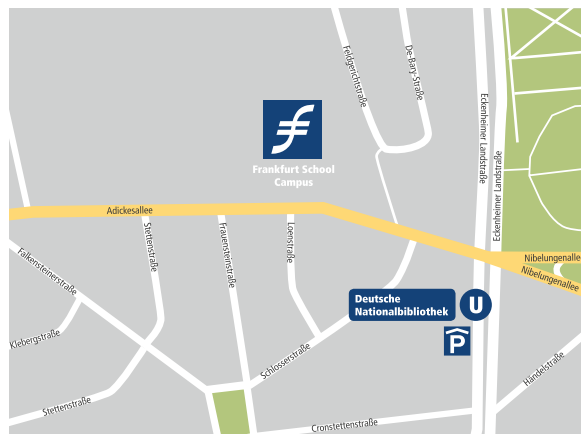 Feldgerichtstraße
De-Bary-Straße
Eckenheimer Landstraße
Eckenheimer Landstraße
Frankfurt School
Campus
Adickesallee
Stettenstraße
Frauensteinstraße
Loenstraße
Falkensteinerstraße
Nibelungenallee
Nibelungenallee
Deutsche
Nationalbibliothek
U
P
Klebergstraße
Schlosserstraße
Händelstraße
Stettenstraße
Cronstettenstraße